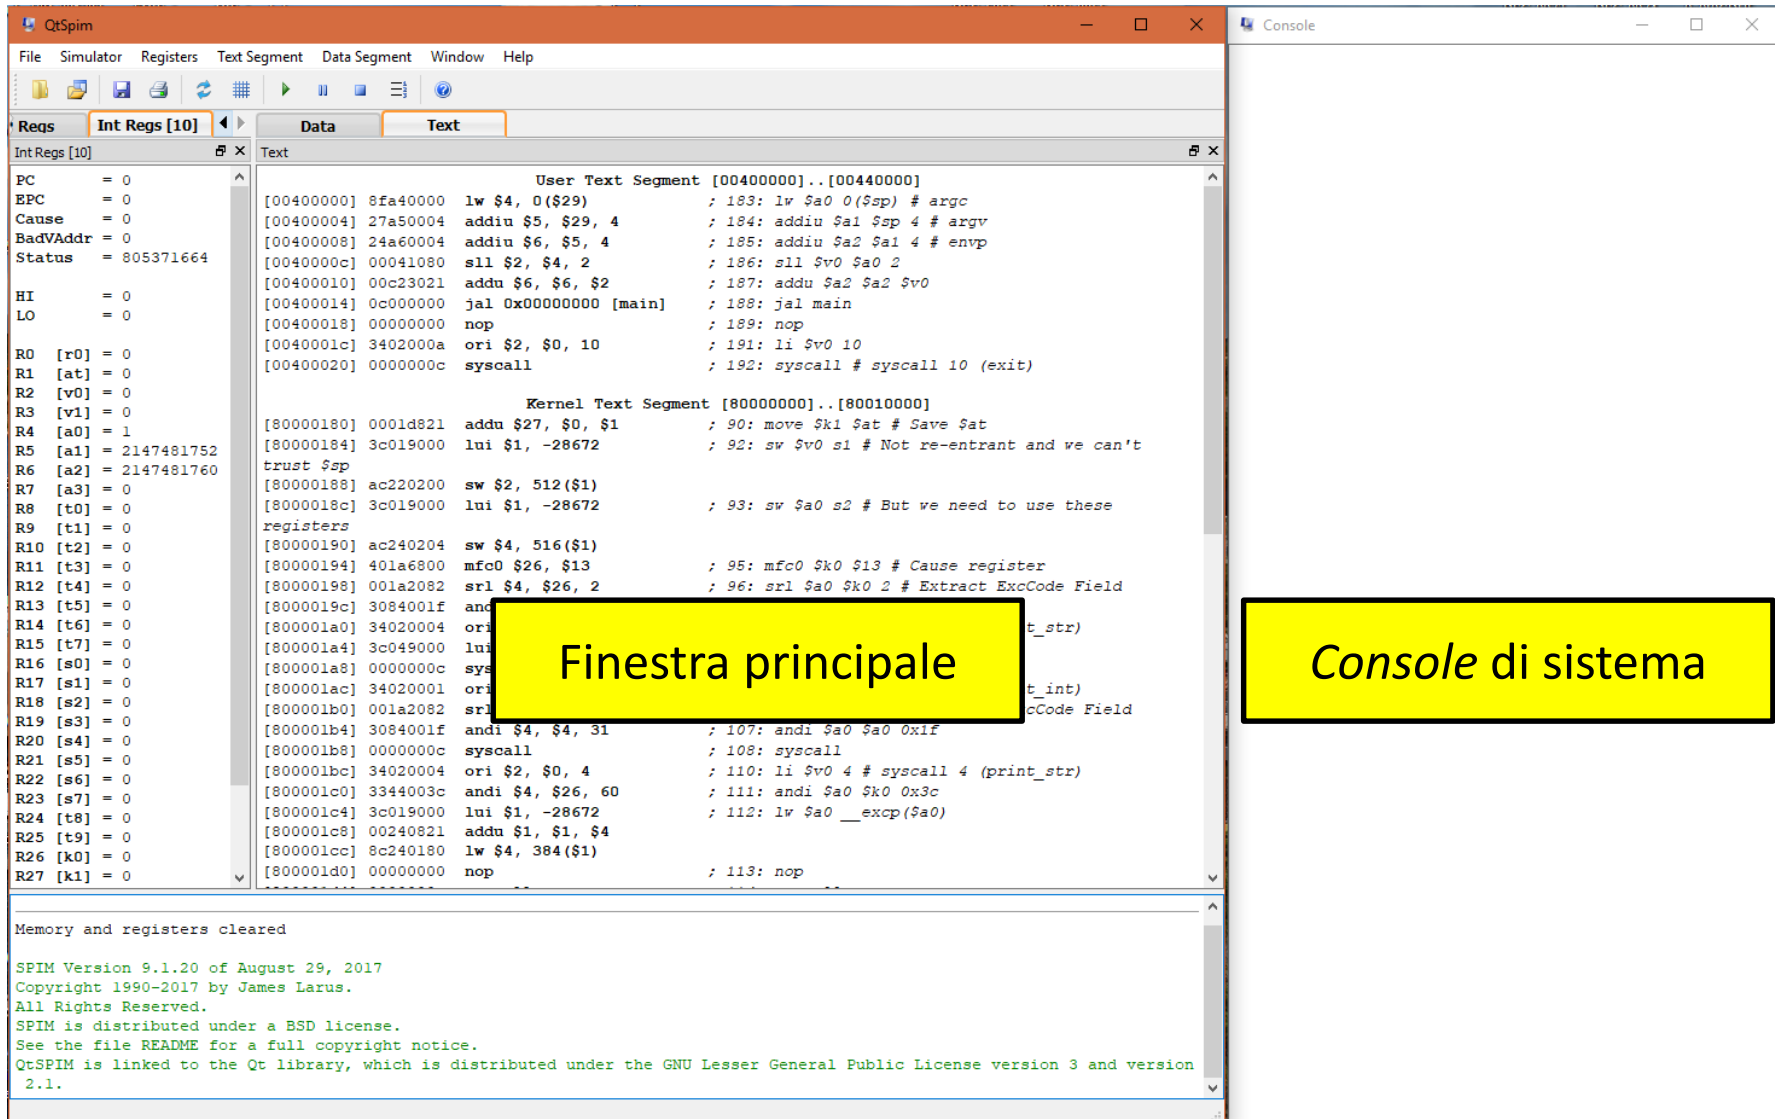 QtSpim
File Simulator Registers Text Segment Data Segment Window Help
Regs Int Regs [10] Data Text
Int Regs [10]
PC = 0
EPC = 0
Cause = 0
BadVAddr = 0
Status = 805371664
HI = 0
LO = 0
R0 [r0] = 0
R1 [at] = 0
R2 [v0] = 0
R3 [v1] = 0
R4 [a0] = 1
R5 [a1] = 2147481752
R6 [a2] = 2147481760
R7 [a3] = 0
R8 [t0] = 0
R9 [t1] = 0
R10 [t2] = 0
R11 [t3] = 0
R12 [t4] = 0
R13 [t5] = 0
R14 [t6] = 0
R15 [t7] = 0
R16 [s0] = 0
R17 [s1] = 0
R18 [s2] = 0
R19 [s3] = 0
R20 [s4] = 0
R21 [s5] = 0
R22 [s6] = 0
R23 [s7] = 0
R24 [t8] = 0
R25 [t9] = 0
R26 [k0] = 0
R27 [k1] = 0
Text
User Text Segment [00400000]..[00440000]
[00400000] 8fa40000 lw $4, 0($29) ; 183: lw $a0 0($sp) # argc
[00400004] 27a50004 addiu $5, $29, 4 ; 184: addiu $a1 $sp 4 # argv
[00400008] 24a60004 addiu $6, $5, 4 ; 185: addiu $a2 $a1 4 # envp
[0040000c] 00041080 sll $2, $4, 2 ; 186: sll $v0 $a0 2
[00400010] 00c23021 addu $6, $6, $2 ; 187: addu $a2 $a2 $v0
[00400014] 0c000000 jal 0x00000000 [main] ; 188: jal main
[00400018] 00000000 nop ; 189: nop
[0040001c] 3402000a ori $2, $0, 10 ; 191: li $v0 10
[00400020] 0000000c syscall ; 192: syscall # syscall 10 (exit)
Kernel Text Segment [80000000]..[80010000]
[80000180] 0001d821 addu $27, $0, $1 ; 90: move $k1 $at # Save $at
[80000184] 3c019000 lui $1, -28672 ; 92: sw $v0 s1 # Not re-entrant and we can't
trust $sp
[80000188] ac220200 sw $2, 512($1)
[8000018c] 3c019000 lui $1, -28672 ; 93: sw $a0 s2 # But we need to use these
registers
[80000190] ac240204 sw $4, 516($1)
[80000194] 401a6800 mfc0 $26, $13 ; 95: mfc0 $k0 $13 # Cause register
[80000198] 001a2082 srl $4, $26, 2 ; 96: srl $a0 $k0 2 # Extract ExcCode Field
[8000019c] 3084001f and
[800001a0] 34020004 ori t_str)
[800001a4] 3c049000 lui
[800001a8] 0000000c sys
[800001ac] 34020001 ori t_int)
[800001b0] 001a2082 srl cCode Field
[800001b4] 3084001f andi $4, $4, 31 ; 107: andi $a0 $a0 0x1f
[800001b8] 0000000c syscall ; 108: syscall
[800001bc] 34020004 ori $2, $0, 4 ; 110: li $v0 4 # syscall 4 (print_str)
[800001c0] 3344003c andi $4, $26, 60 ; 111: andi $a0 $k0 0x3c
[800001c4] 3c019000 lui $1, -28672 ; 112: lw $a0 __excp($a0)
[800001c8] 00240821 addu $1, $1, $4
[800001cc] 8c240180 lw $4, 384($1)
[800001d0] 00000000 nop ; 113: nop
Finestra principale
Memory and registers cleared
SPIM Version 9.1.20 of August 29, 2017
Copyright 1990-2017 by James Larus.
All Rights Reserved.
SPIM is distributed under a BSD license.
See the file README for a full copyright notice.
QtSPIM is linked to the Qt library, which is distributed under the GNU Lesser General Public License version 3 and version
2.1.
Console
Console di sistema